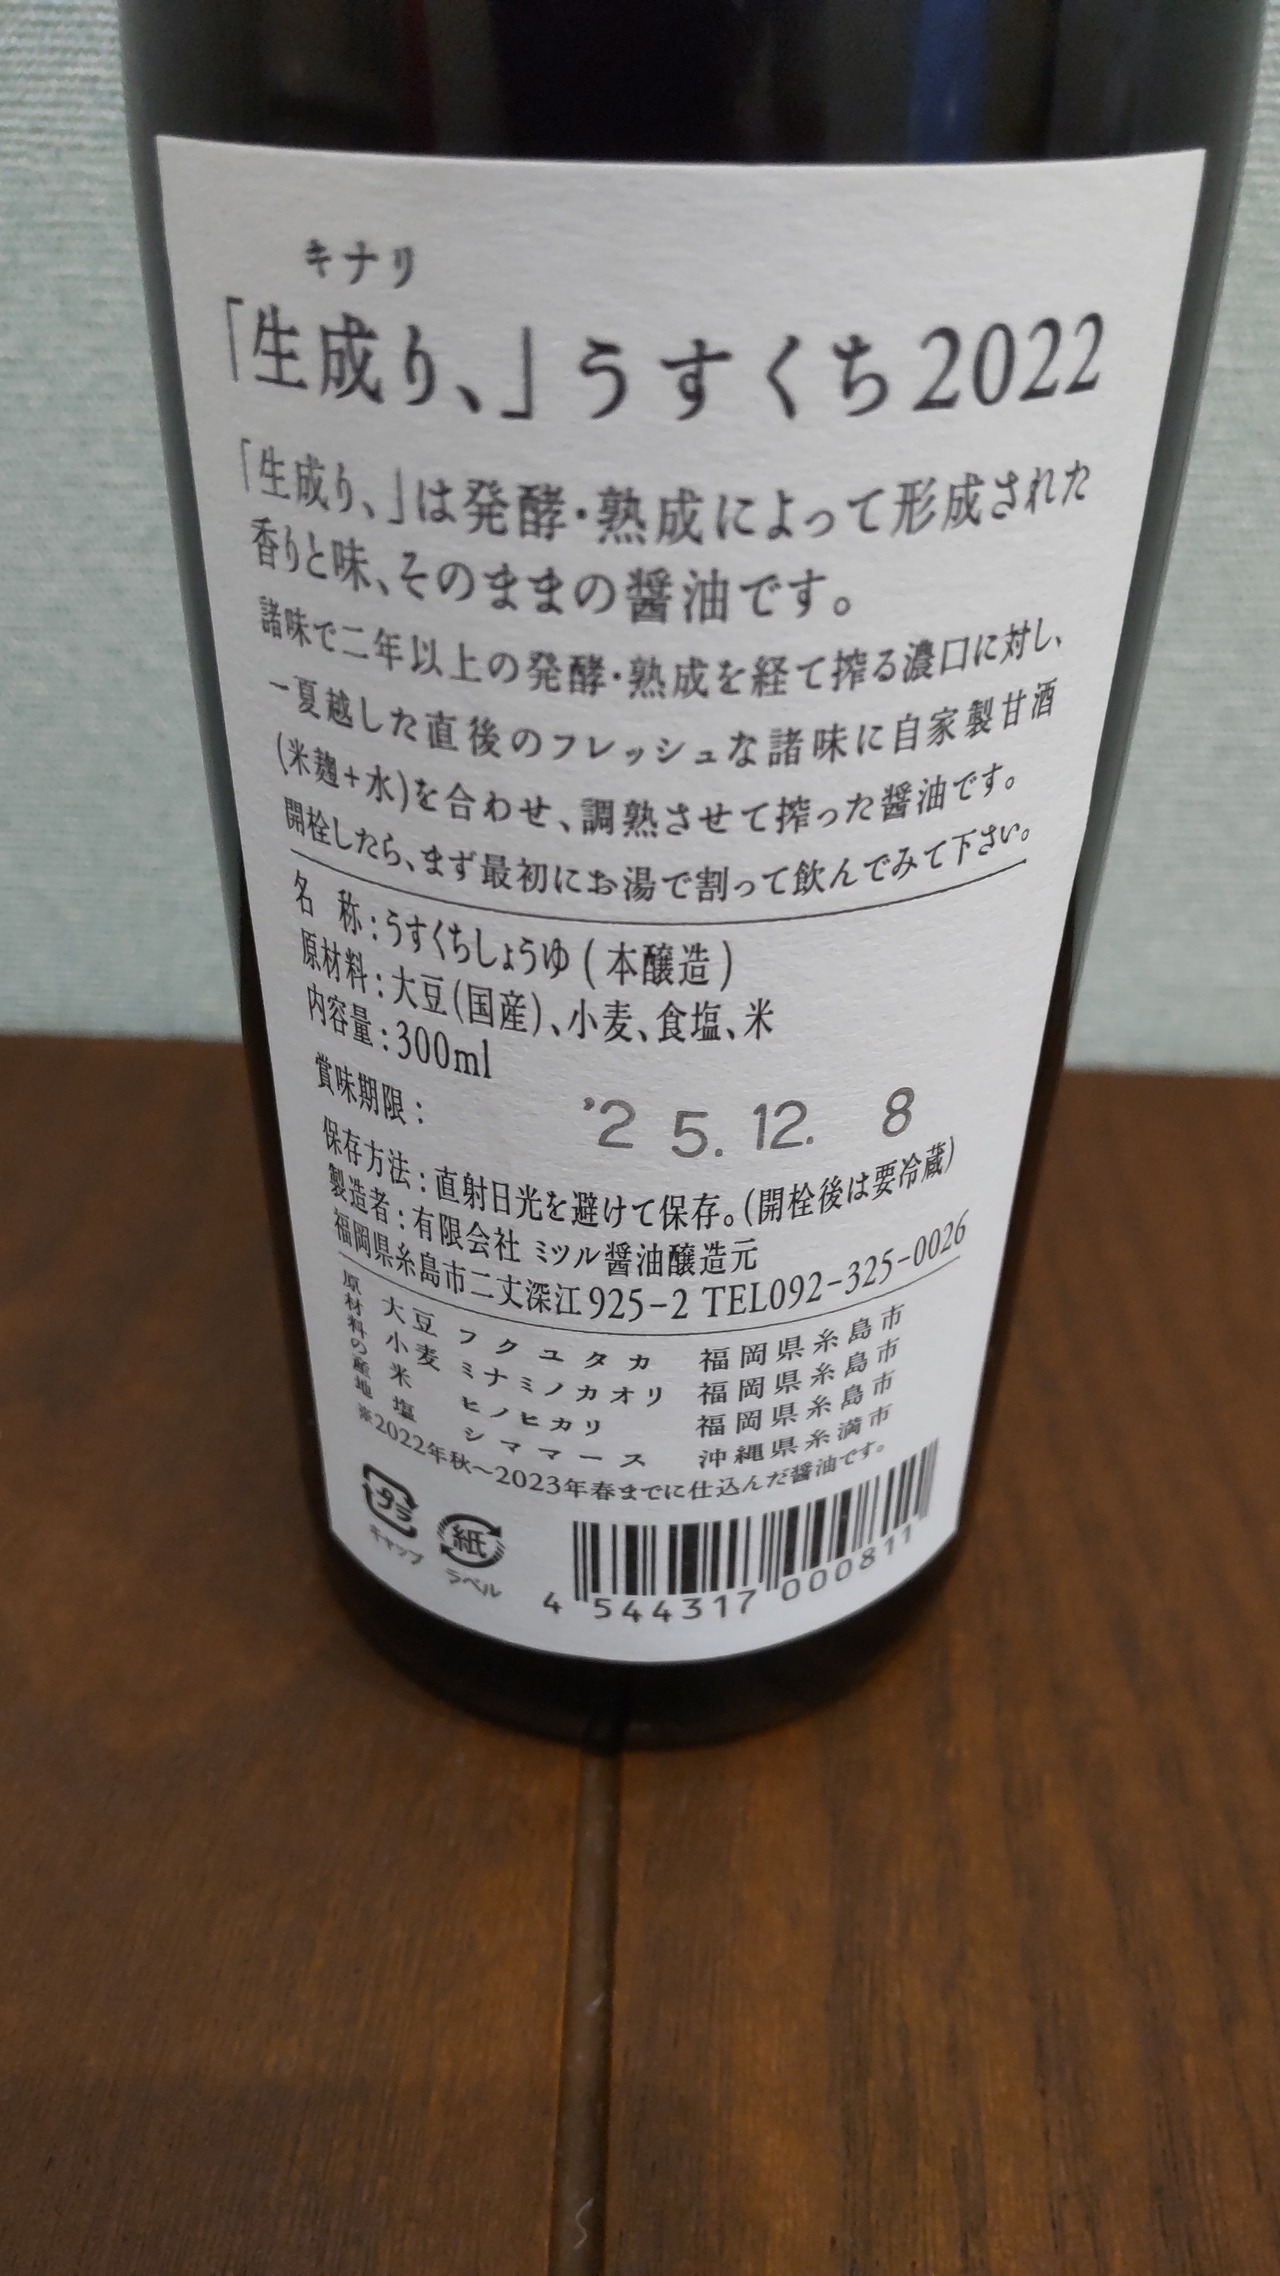 キナリ
「生成り、」うすくち2022
「生成り、」は発酵・熟成によって形成された
香りと味、そのままの醤油です。
諸味で二年以上の発酵・熟成を経て搾る濃口に対し、
一夏越した直後のフレッシュな諸味に自家製甘酒
(米麹+水)を合わせ、調熟させて搾った醤油です。
開栓したら、まず最初にお湯で割って飲んでみて下さい。
名 称：うすくちしょうゆ(本醸造)
原材料：大豆(国産)、小麦、食塩、米
内容量：300ml
賞味期限： '25.12. 8
保存方法：直射日光を避けて保存。(開栓後は要冷蔵)
製造者：有限会社 ミツル醤油醸造元
福岡県糸島市二丈深江925-2 TEL092-325-0026
原材料の産地
大豆 フクユタカ 福岡県糸島市
小麦 ミナミノカオリ 福岡県糸島市
米 ヒノヒカリ 福岡県糸島市
塩 シママース 沖縄県糸満市
※2022年秋〜2023年春までに仕込んだ醤油です。
プラ
キャップ
紙
ラベル
4 544317 000811